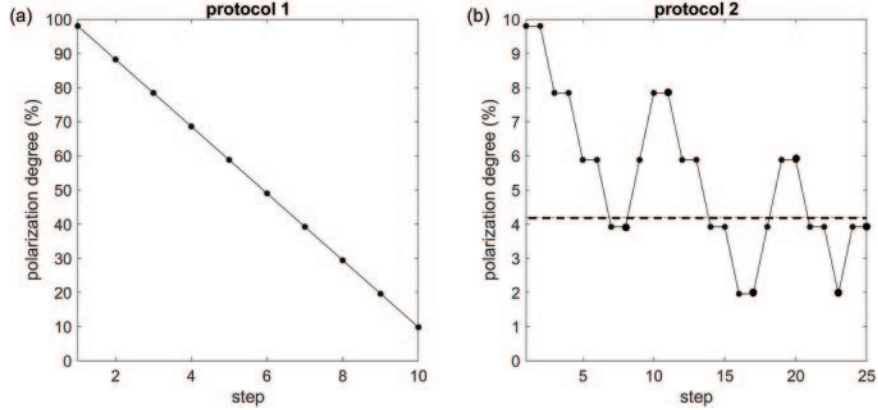 (a)
protocol 1
polarization degree (%)
100
90
80
70
60
50
40
30
20
10
0
2 4 6 8 10
step
(b)
protocol 2
polarization degree (%)
10
9
8
7
6
5
4
3
2
1
0
5 10 15 20 25
step